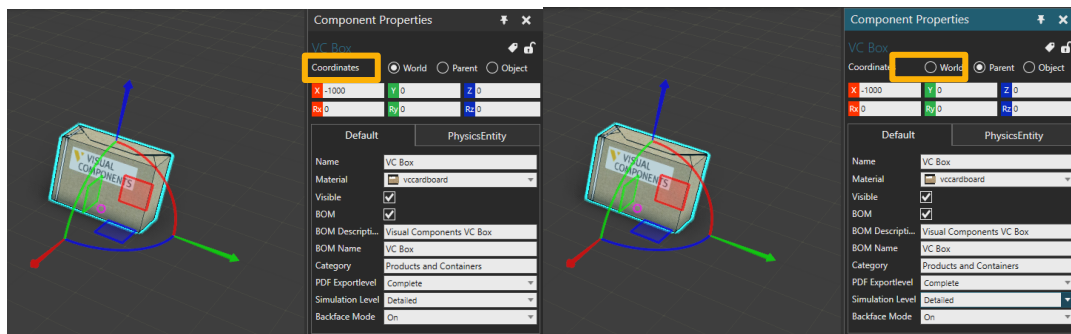 Component Properties
VC Box
Coordinates World Parent Object
X -1000 Y 0 Z 0
Rx 0 Ry 0 Rz 0
Default PhysicsEntity
Name VC Box
Material vccardboard
Visible
BOM
BOM Descripti... Visual Components VC Box
BOM Name VC Box
Category Products and Containers
PDF Exportlevel Complete
Simulation Level Detailed
Backface Mode On
VISUAL
COMPONENTS
Component Properties
VC Box
Coordinate World Parent Object
X -1000 Y 0 Z 0
Rx 0 Ry 0 Rz 0
Default PhysicsEntity
Name VC Box
Material vccardboard
Visible
BOM
BOM Descripti... Visual Components VC Box
BOM Name VC Box
Category Products and Containers
PDF Exportlevel Complete
Simulation Level Detailed
Backface Mode On
VISUAL
COMPONENTS